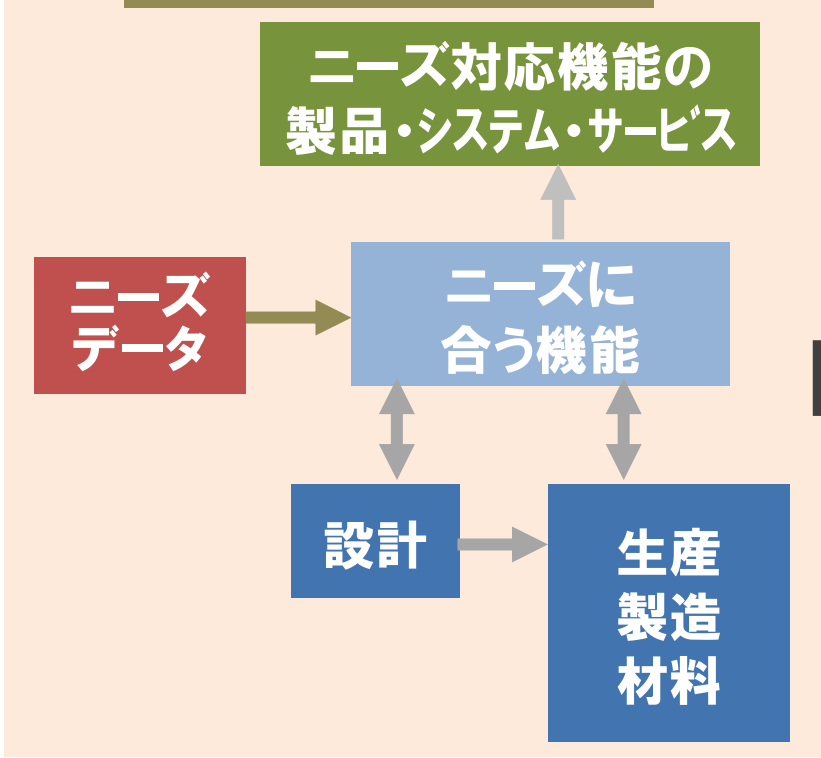 ニーズ対応機能の
製品・システム・サービス
ニーズ
データ
ニーズに
合う機能
設計
生産
製造
材料